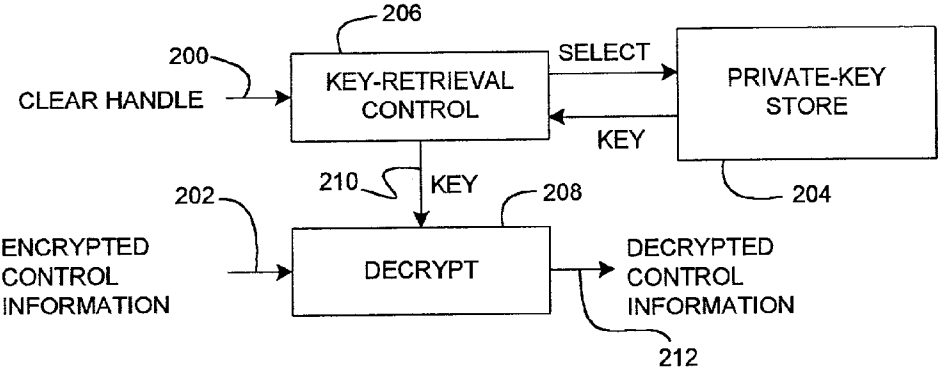 206
200
SELECT
CLEAR HANDLE
KEY-RETRIEVAL
CONTROL
PRIVATE-KEY
STORE
KEY
210
KEY
204
202
208
ENCRYPTED
CONTROL
INFORMATION
DECRYPT
DECRYPTED
CONTROL
INFORMATION
212